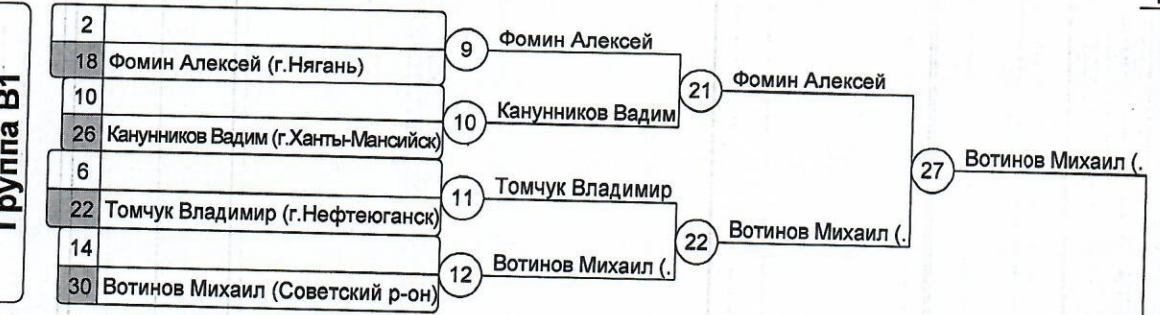 Группа В1
2
18 Фомин Алексей (г.Нягань)
10
26 Канунников Вадим (г.Ханты-Мансийск)
6
22 Томчук Владимир (г.Нефтеюганск)
14
30 Вотинов Михаил (Советский р-он)
9 Фомин Алексей
10 Канунников Вадим
11 Томчук Владимир
12 Вотинов Михаил (.
21 Фомин Алексей
22 Вотинов Михаил (.
27 Вотинов Михаил (.